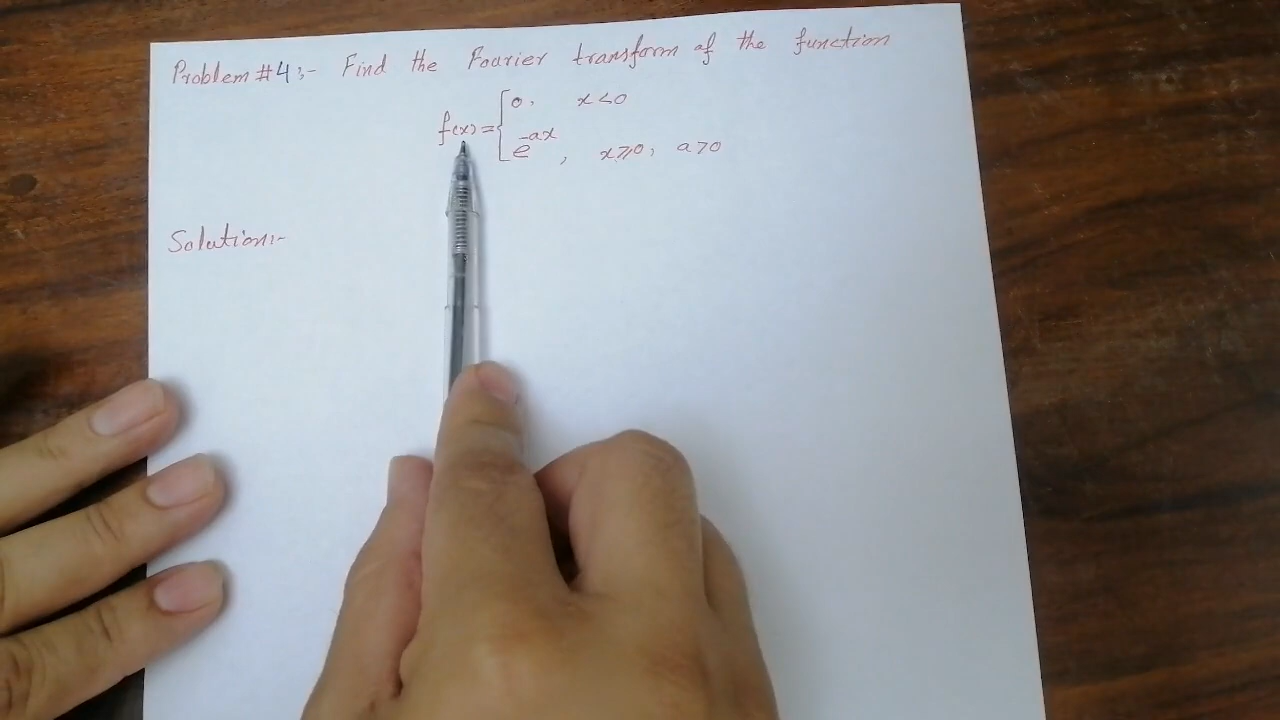 Problem #4:- Find the Fourier transform of the function
f(x) = { 0, x<0
e^-ax, x≥0, a>0
Solution:-